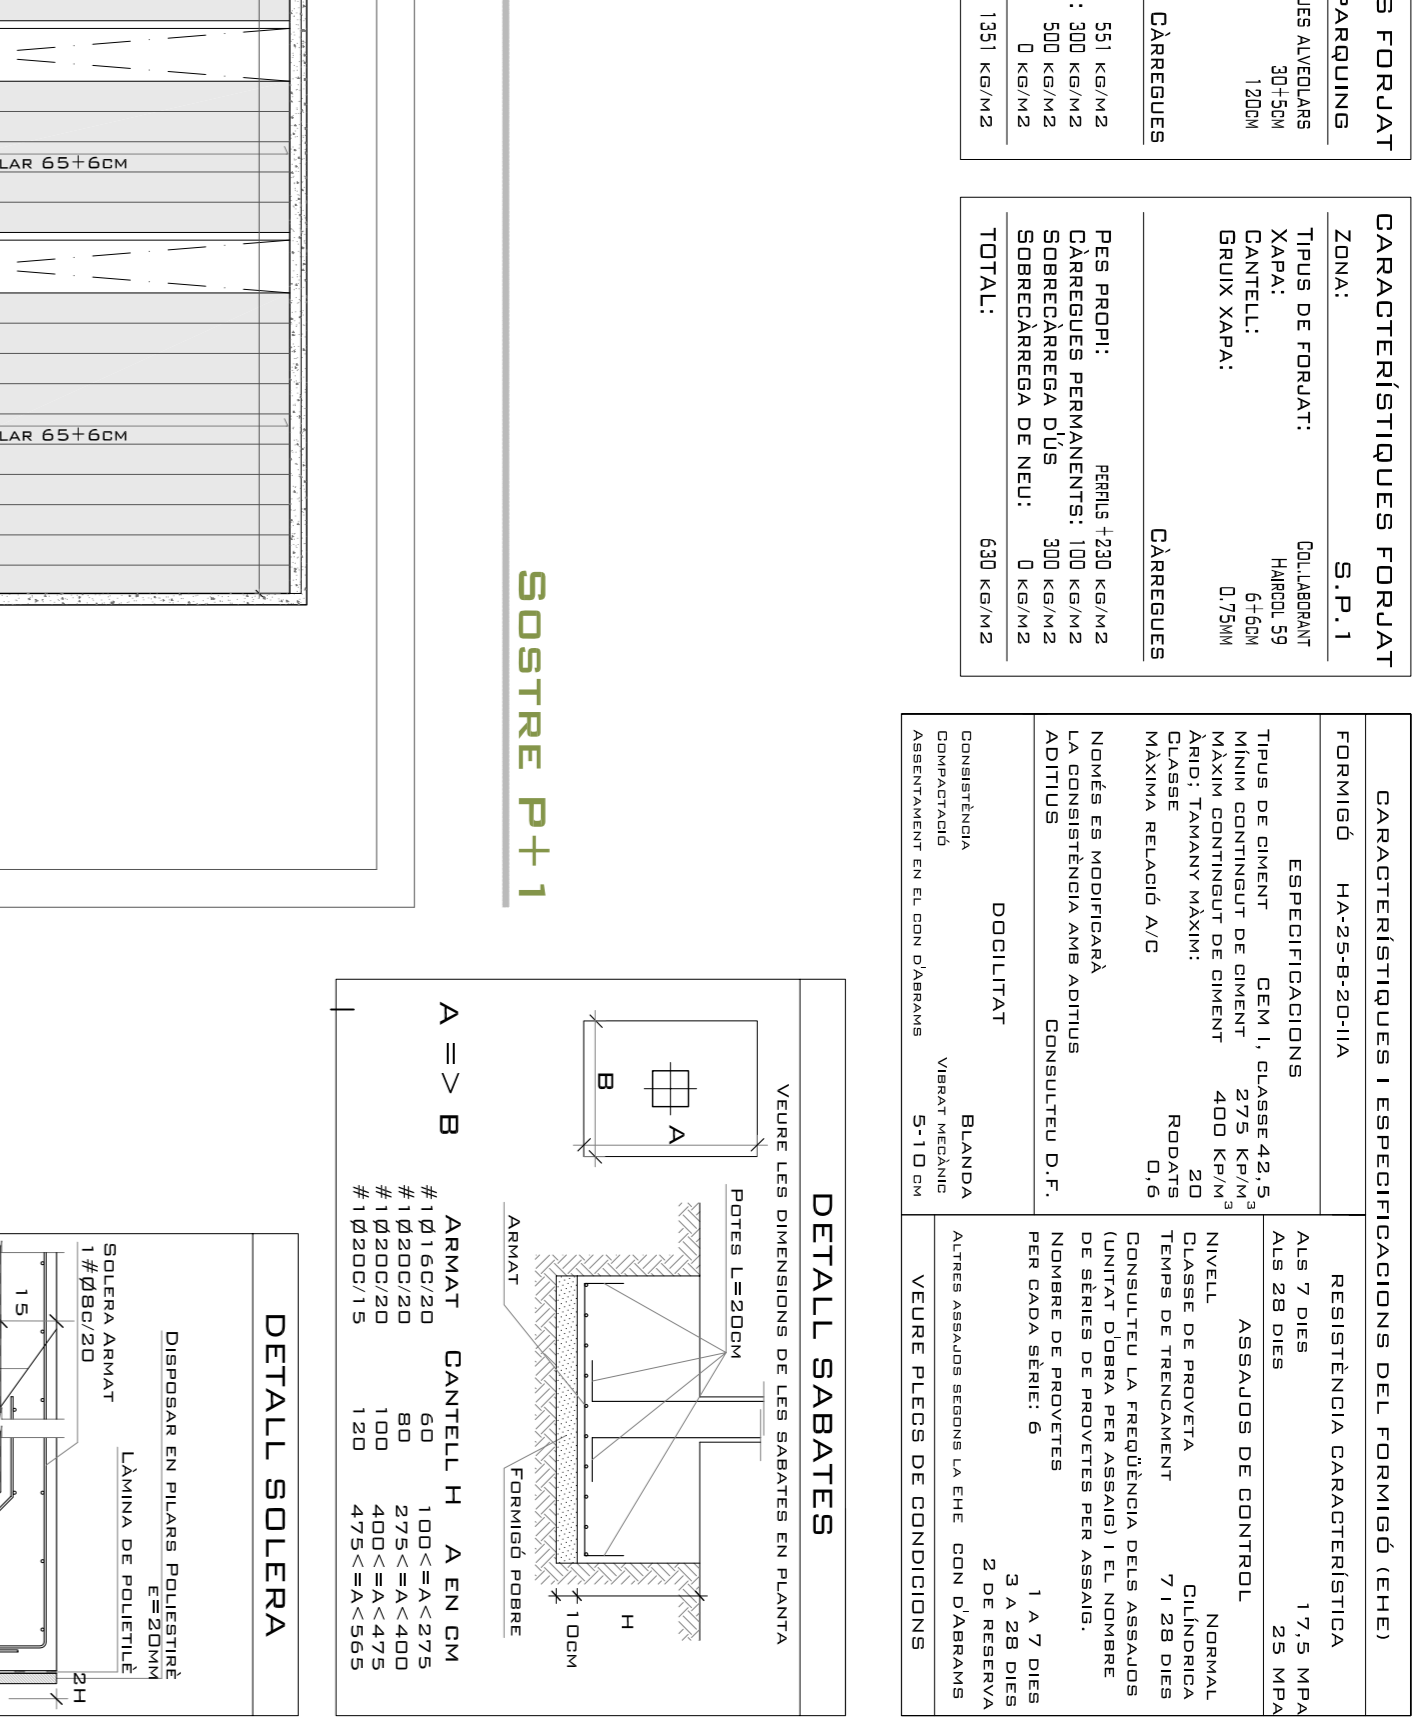 S FORJAT
PARQUING
UES ALVEOLARS
30+5CM
120CM
CÀRREGUES
551 KG/M2
: 300 KG/M2
500 KG/M2
0 KG/M2
1351 KG/M2
CARACTERÍSTIQUES FORJAT
ZONA: S.P.1
TIPUS DE FORJAT: COL.LABORANT
XAPA: HAIRCOL 59
CANTELL: 6+6CM
GRUIX XAPA: 0.75MM
CÀRREGUES
PES PROPI: PERFILS +230 KG/M2
CÀRREGUES PERMANENTS: 100 KG/M2
SOBRECÀRREGA D'ÚS 300 KG/M2
SOBRECÀRREGA DE NEU: 0 KG/M2
TOTAL: 630 KG/M2
CARACTERÍSTIQUES I ESPECIFICACIONS DEL FORMIGÓ (EHE)
FORMIGÓ HA-25-B-20-IIA
ESPECIFICACIONS
TIPUS DE CIMENT CEM I, CLASSE 42,5
MÍNIM CONTINGUT DE CIMENT 275 KP/M3
MÀXIM CONTINGUT DE CIMENT 400 KP/M3
ÀRID; TAMANY MÀXIM: 20
CLASSE RODATS
MÀXIMA RELACIÓ A/C 0,6
NOMÉS ES MODIFICARÀ
LA CONSISTÈNCIA AMB ADITIUS
ADITIUS CONSULTEU D.F.
DOCILITAT
CONSISTÈNCIA BLANDA
COMPACTACIÓ VIBRAT MECÀNIC
ASSENTAMENT EN EL CON D'ABRAMS 5-10 CM
RESISTÈNCIA CARACTERÍSTICA
ALS 7 DIES 17,5 MPA
ALS 28 DIES 25 MPA
ASSAJOS DE CONTROL
NIVELL NORMAL
CLASSE DE PROVETA CILÍNDRICA
TEMPS DE TRENCAMENT 7 I 28 DIES
CONSULTEU LA FREQÜÈNCIA DELS ASSAJOS
(UNITAT D'OBRA PER ASSAIG) I EL NOMBRE
DE SÈRIES DE PROVETES PER ASSAIG.
NOMBRE DE PROVETES 1 A 7 DIES
PER CADA SÈRIE: 6 3 A 28 DIES
2 DE RESERVA
ALTRES ASSAJOS SEGONS LA EHE CON D'ABRAMS
VEURE PLECS DE CONDICIONS
SOSTRE P+1
LAR 65+6CM
LAR 65+6CM
DETALL SABATES
VEURE LES DIMENSIONS DE LES SABATES EN PLANTA
POTES L=20CM
A
B
ARMAT
FORMIGÓ POBRE
H
10CM
A => B ARMAT CANTELL H A EN CM
#1Ø16C/20 60 100<=A<275
#1Ø20C/20 80 275<=A<400
#1Ø20C/20 100 400<=A<475
#1Ø20C/15 120 475<=A<565
DETALL SOLERA
DISPOSAR EN PILARS POLIESTIRÈ
E=20MM
LÀMINA DE POLIETILÈ
SOLERA ARMAT
1#Ø8C/20
15
2H